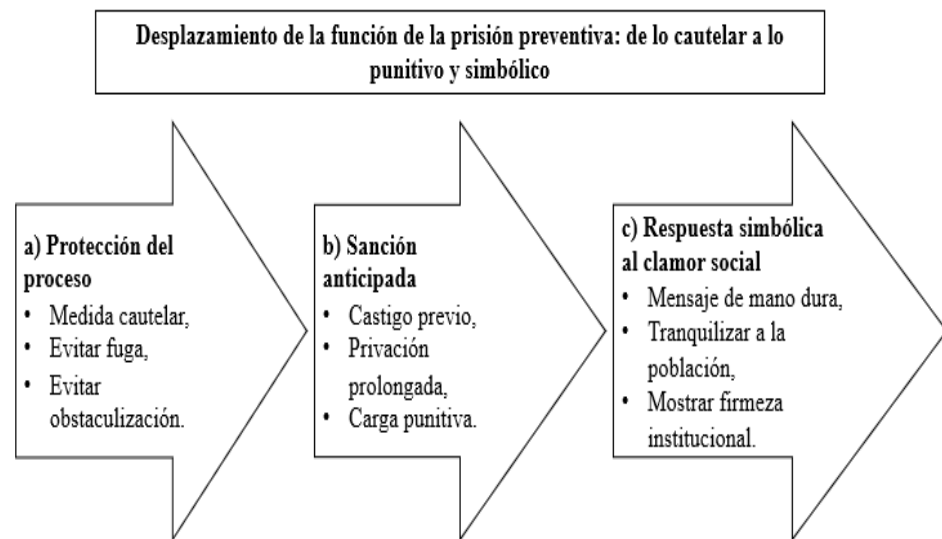 Desplazamiento de la función de la prisión preventiva: de lo cautelar a lo
punitivo y simbólico
a) Protección del
proceso
• Medida cautelar,
• Evitar fuga,
• Evitar
obstaculización.
b) Sanción
anticipada
• Castigo previo,
• Privación
prolongada,
• Carga punitiva.
c) Respuesta simbólica
al clamor social
• Mensaje de mano dura,
• Tranquilizar a la
población,
• Mostrar firmeza
institucional.